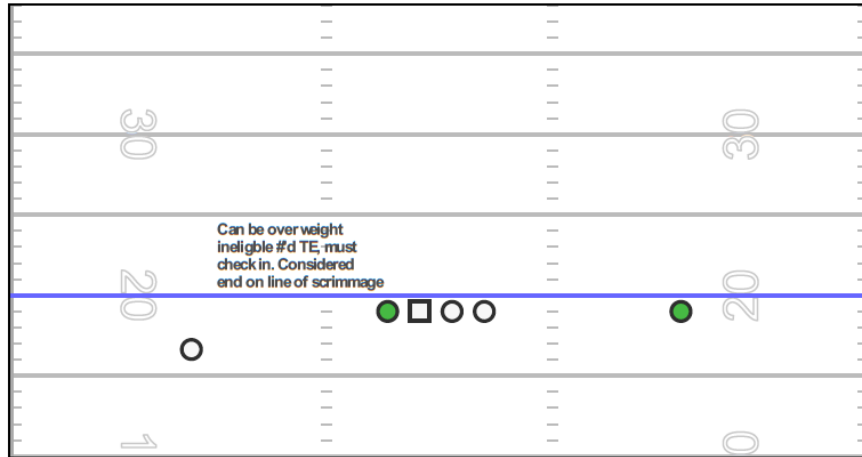 30
30
Can be over weight
ineligble #'d TE, must
check in. Considered
end on line of scrimmage
20
20
1
0